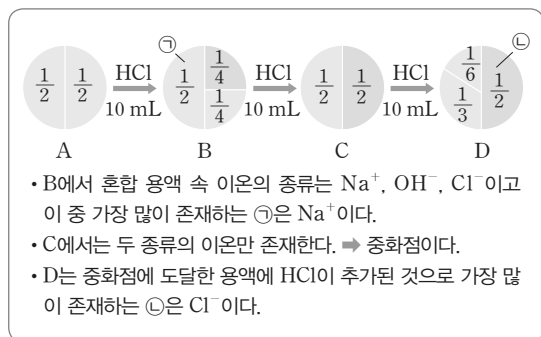 ㉠ ㉡
1/2 1/2 HCl 10 mL 1/2 1/4 1/4 HCl 10 mL 1/2 1/2 HCl 10 mL 1/6 1/3 1/2
A B C D
• B에서 혼합 용액 속 이온의 종류는 Na⁺, OH⁻, Cl⁻이고
이 중 가장 많이 존재하는 ㉠은 Na⁺이다.
• C에서는 두 종류의 이온만 존재한다. ➡ 중화점이다.
• D는 중화점에 도달한 용액에 HCl이 추가된 것으로 가장 많
이 존재하는 ㉡은 Cl⁻이다.